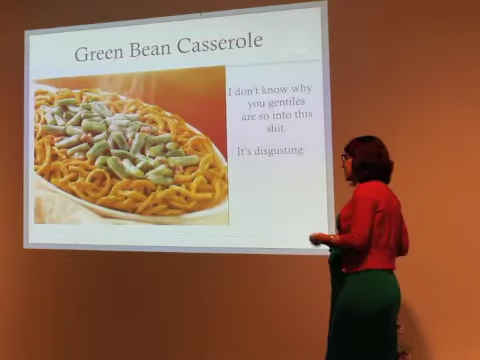 Green Bean Casserole
I don't know why
you gentiles
are so into this
shit.
It's disgusting.